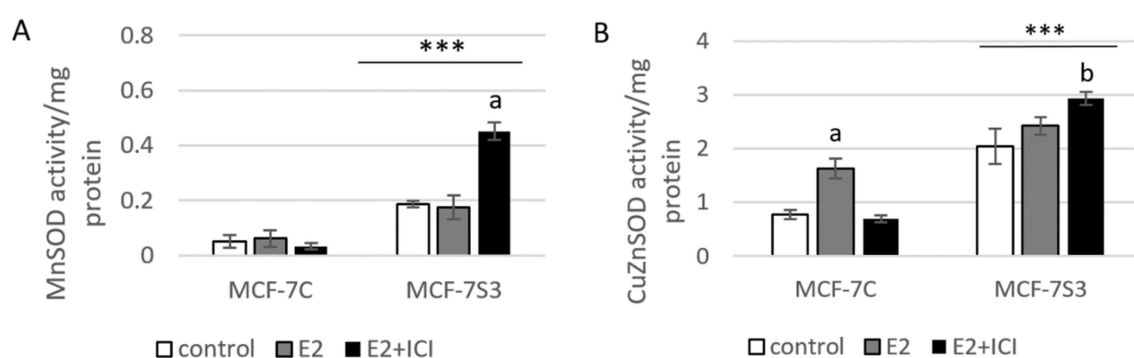 A
MnSOD activity/mg
protein
0.8
0.6
0.4
0.2
0
***
a
MCF-7C
MCF-7S3
control E2 E2+ICI
B
CuZnSOD activity/mg
protein
4
3
2
1
0
***
a
b
MCF-7C
MCF-7S3
control E2 E2+ICI